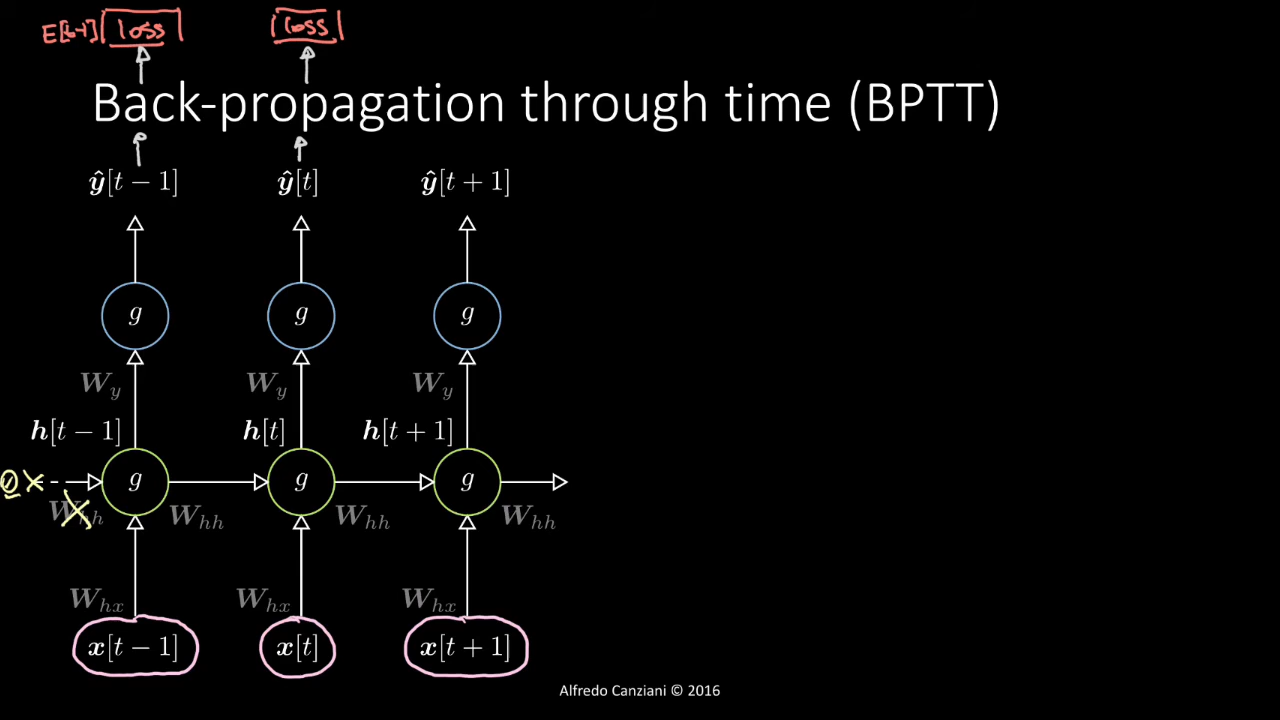 E[t-1] loss loss
Back-propagation through time (BPTT)
ŷ[t − 1] ŷ[t] ŷ[t + 1]
g g g
W_y W_y W_y
h[t − 1] h[t] h[t + 1]
0 g g g
W_hh W_hh W_hh W_hh
W_hx W_hx W_hx
x[t − 1] x[t] x[t + 1]
Alfredo Canziani © 2016